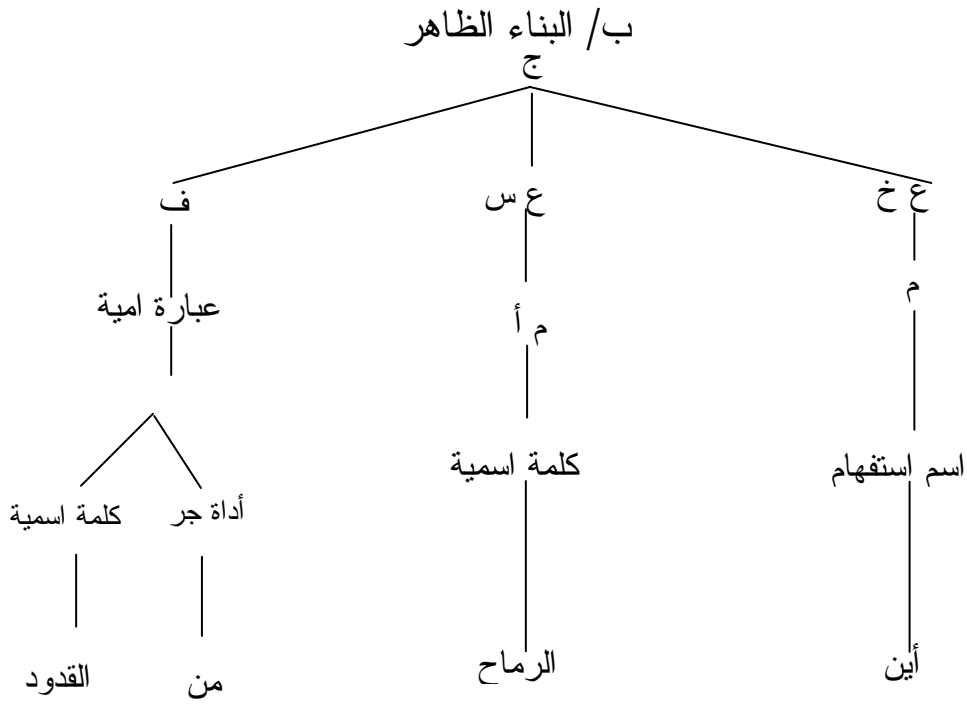 ب/ البناء الظاهر
ج
ع خ
ع س
ف
م
م أ
عبارة امية
اسم استفهام
كلمة اسمية
أداة جر
كلمة اسمية
أين
الرماح
من
القدود